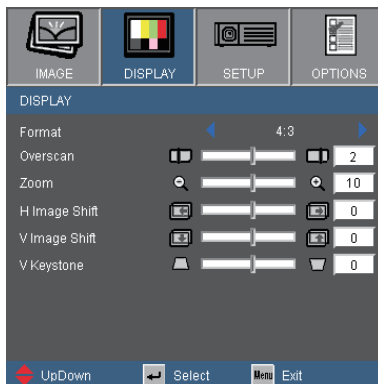 IMAGE DISPLAY SETUP OPTIONS
DISPLAY
Format 4:3
Overscan 2
Zoom 10
H Image Shift 0
V Image Shift 0
V Keystone 0
UpDown Select Menu Exit